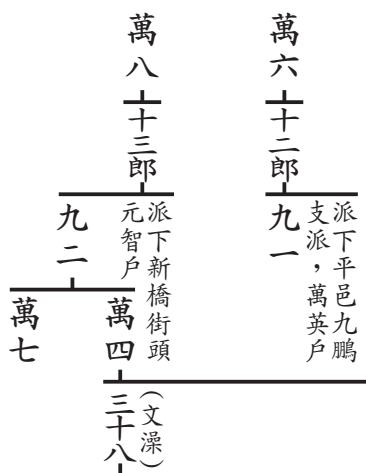 萬六
十二郎
九一
派下平邑九鵬
支派，萬英戶
萬八
十三郎
九二
派下新橋街頭
元智戶
萬四
萬七
三十八
（文澡）